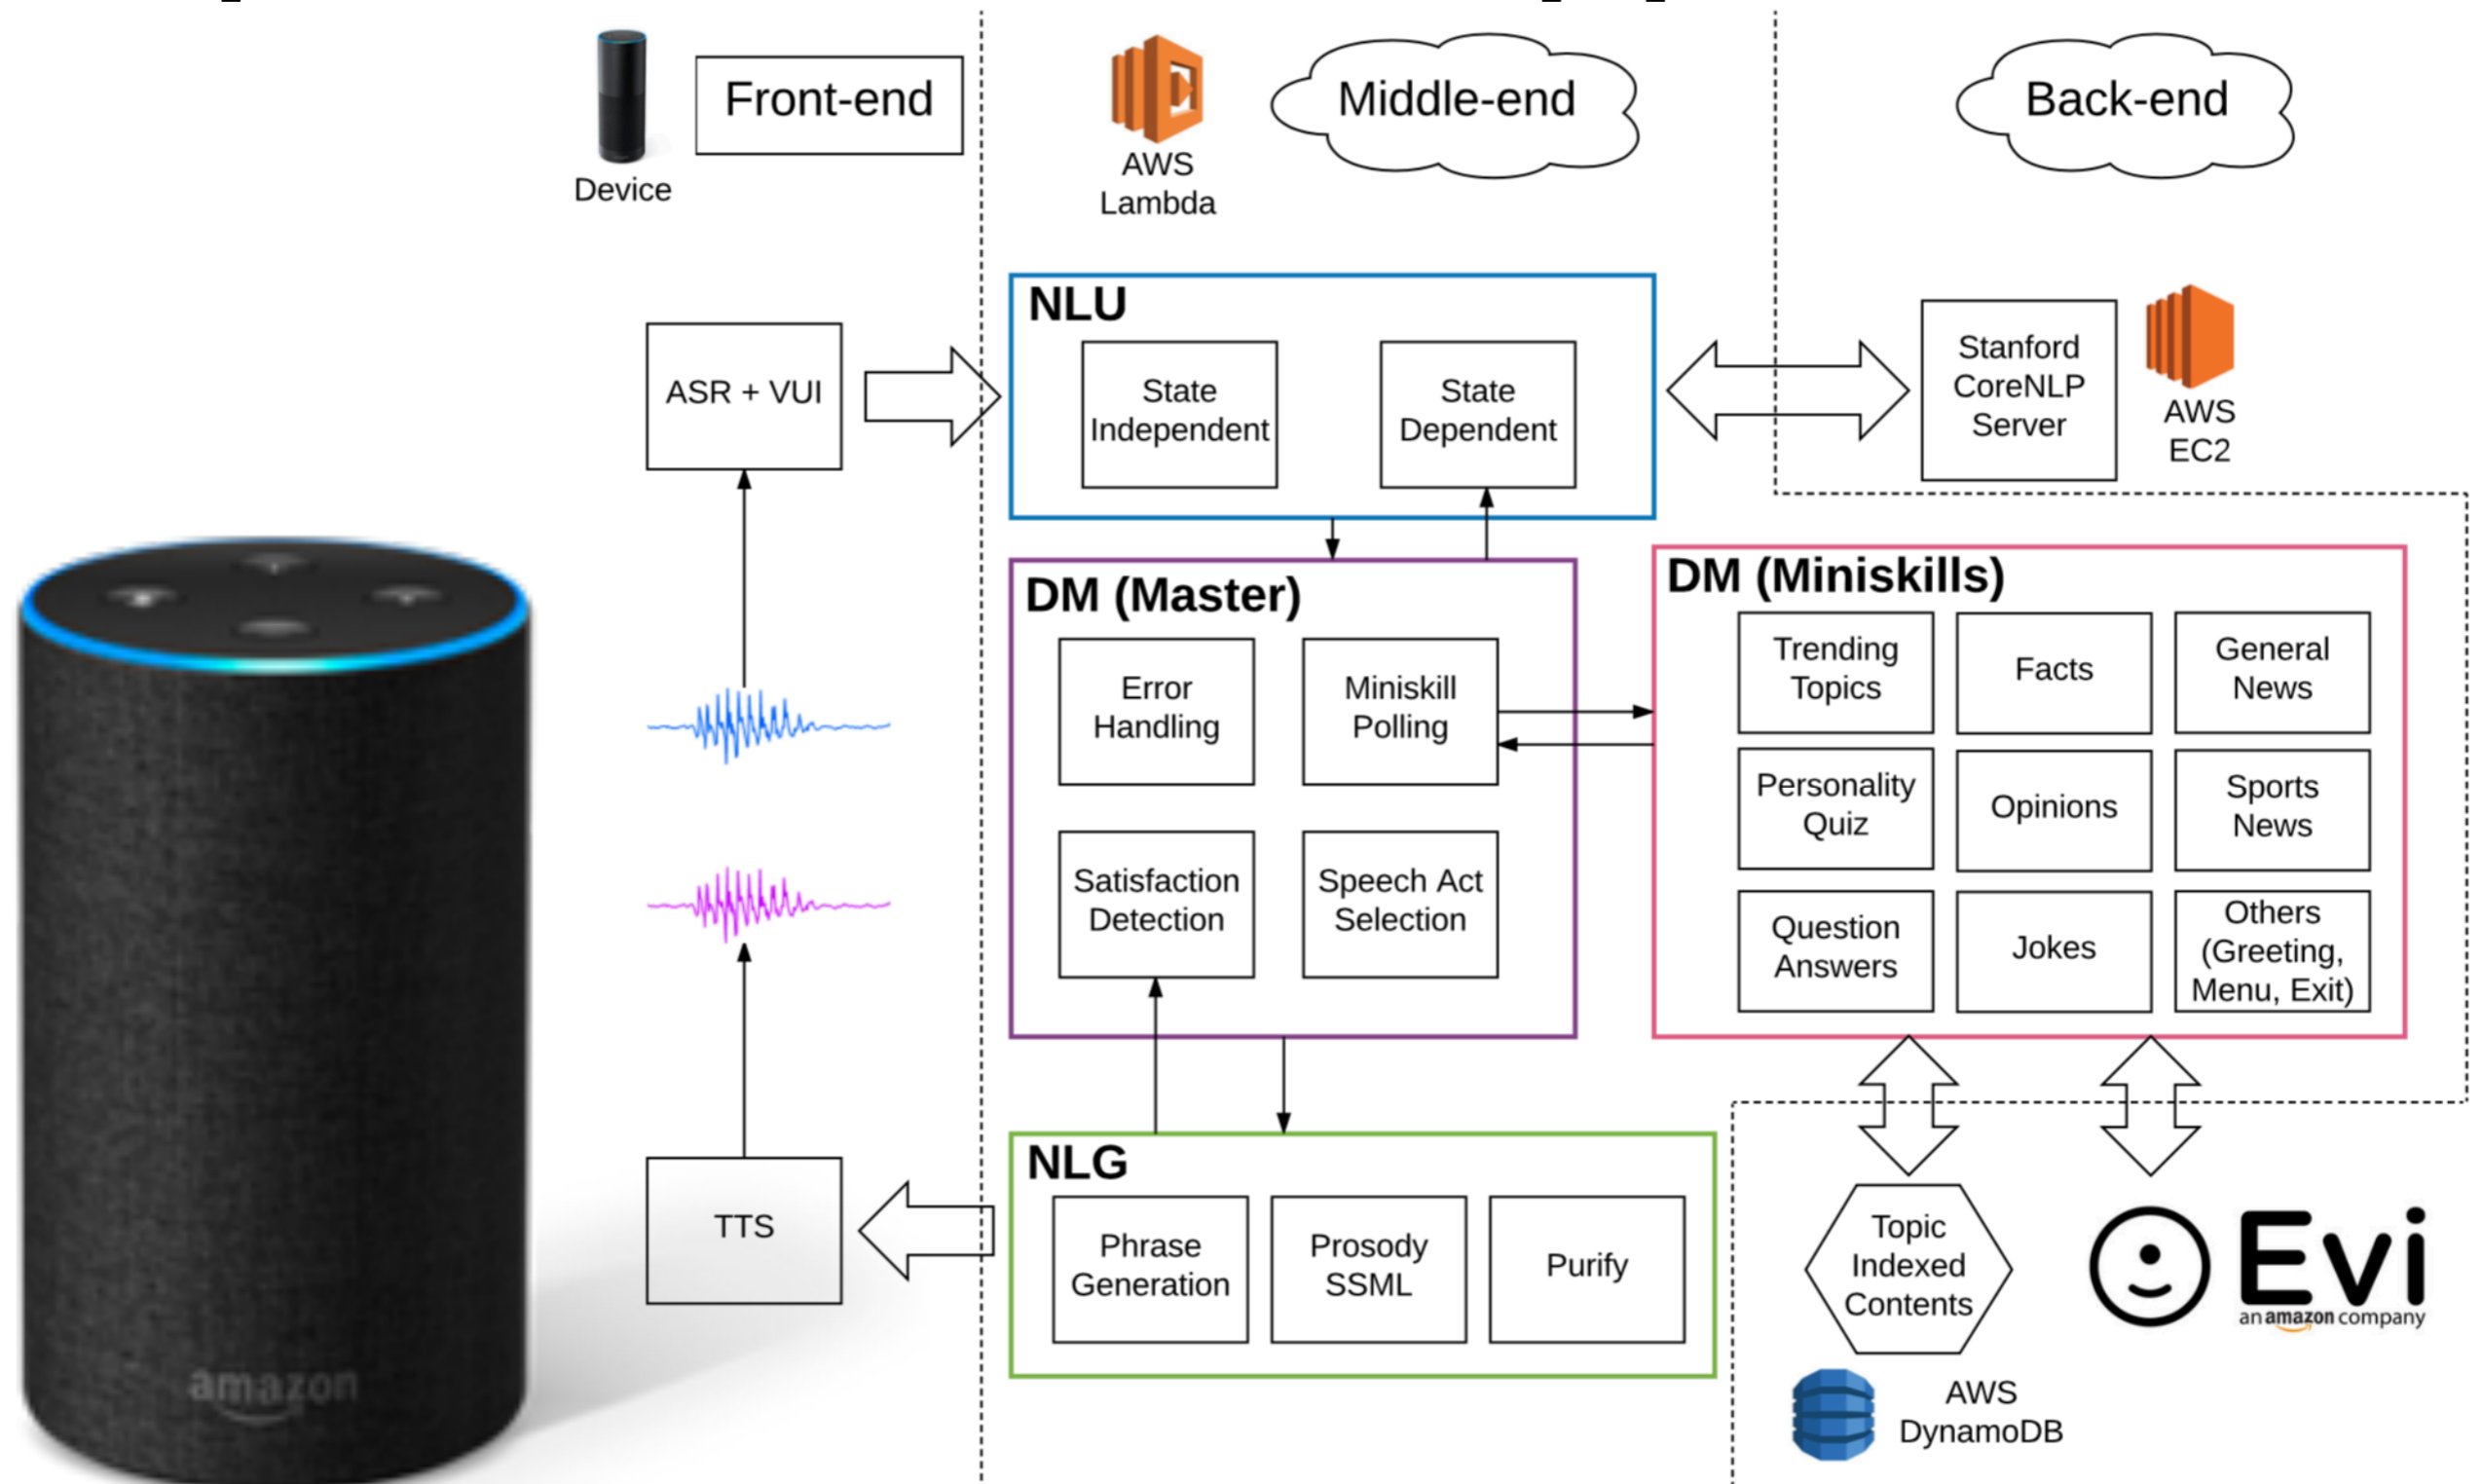 Device
Front-end
AWS
Lambda
Middle-end
Back-end
ASR + VUI
NLU
State
Independent
State
Dependent
Stanford
CoreNLP
Server
AWS
EC2
DM (Master)
Error
Handling
Miniskill
Polling
Satisfaction
Detection
Speech Act
Selection
DM (Miniskills)
Trending
Topics
Facts
General
News
Personality
Quiz
Opinions
Sports
News
Question
Answers
Jokes
Others
(Greeting,
Menu, Exit)
TTS
NLG
Phrase
Generation
Prosody
SSML
Purify
Topic
Indexed
Contents
Evi
an amazon company
AWS
DynamoDB
amazon